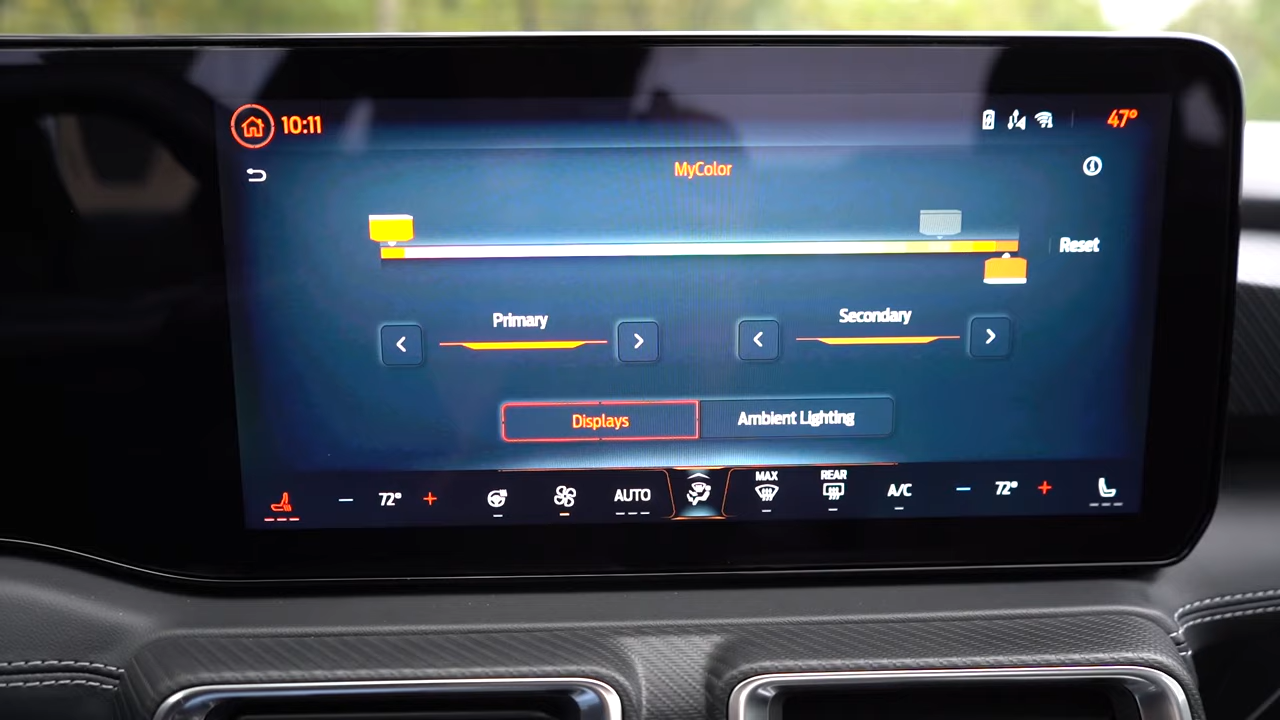 10:11
47°
MyColor
Reset
Primary
Secondary
Displays
Ambient Lighting
72°
AUTO
MAX
REAR
A/C
72°